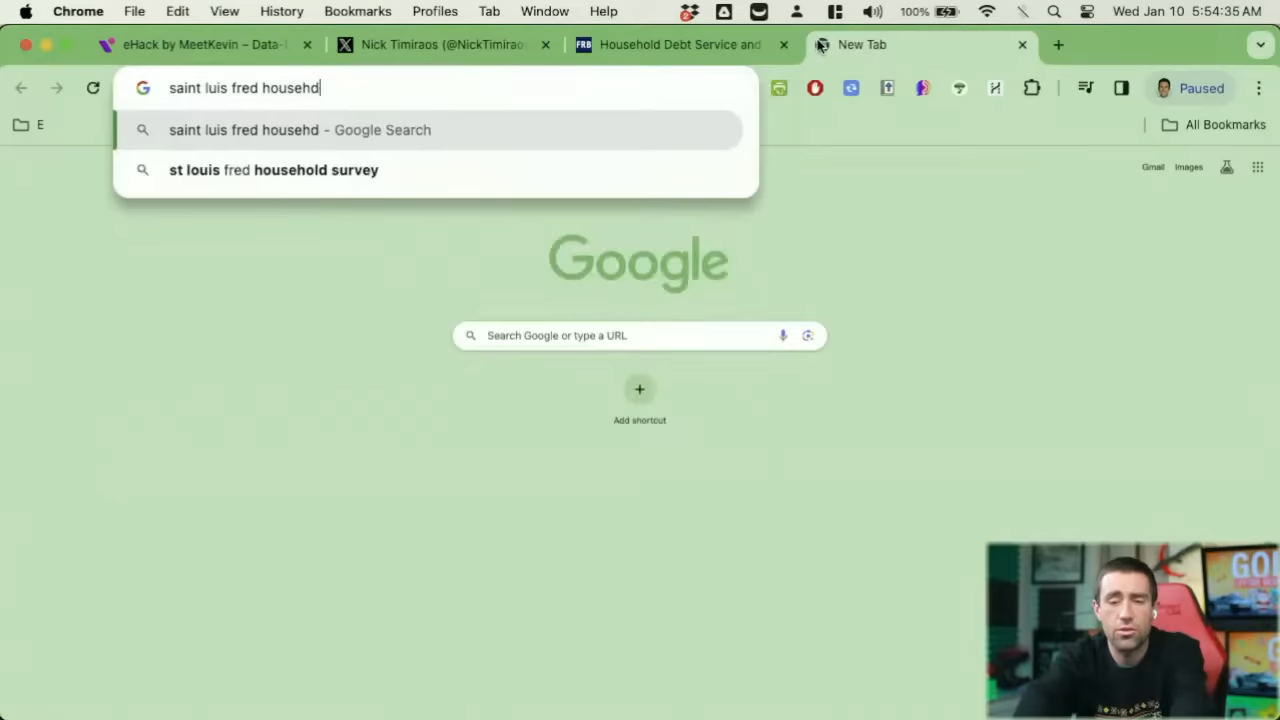 Chrome File Edit View History Bookmarks Profiles Tab Window Help 2 100% Wed Jan 10 5:54:35 AM
eHack by MeetKevin – Data- Nick Timiraos (@NickTimirao FRB Household Debt Service and New Tab
saint luis fred househd Paused
saint luis fred househd - Google Search
E All Bookmarks
st louis fred household survey
Gmail Images
Google
Search Google or type a URL
Add shortcut